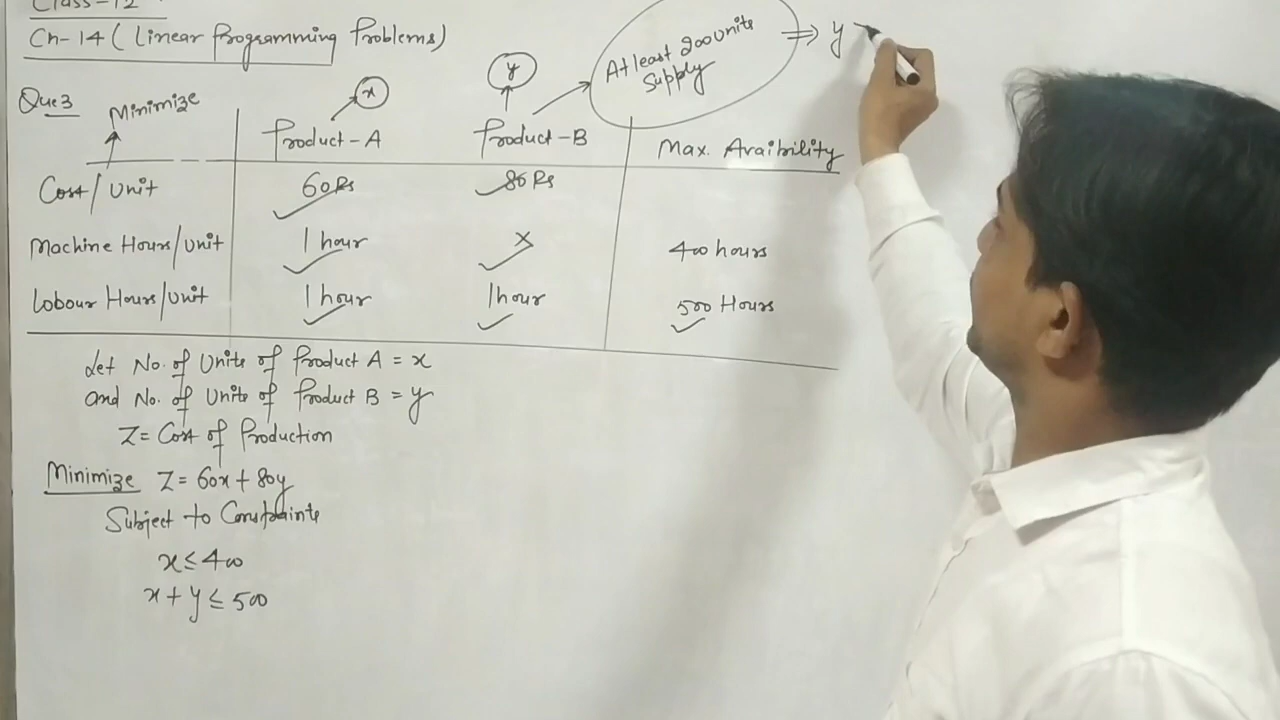 Class-12
Ch-14 ( Linear Programming Problems)
Que3 Minimize
x
y
At least 200 units
Supply
⇒ y
Product-A Product-B Max. Avaibility
Cost/Unit 60Rs 80 Rs
Machine Hours/unit 1 hour × 400 hours
Lobour Hours/unit 1 hour 1 hour 500 Hours
Let No. of Units of Product A = x
and No. of Units of Product B = y
Z = Cost of Production
Minimize Z = 60x + 80y
Subject to Constraints
x ≤ 400
x + y ≤ 500